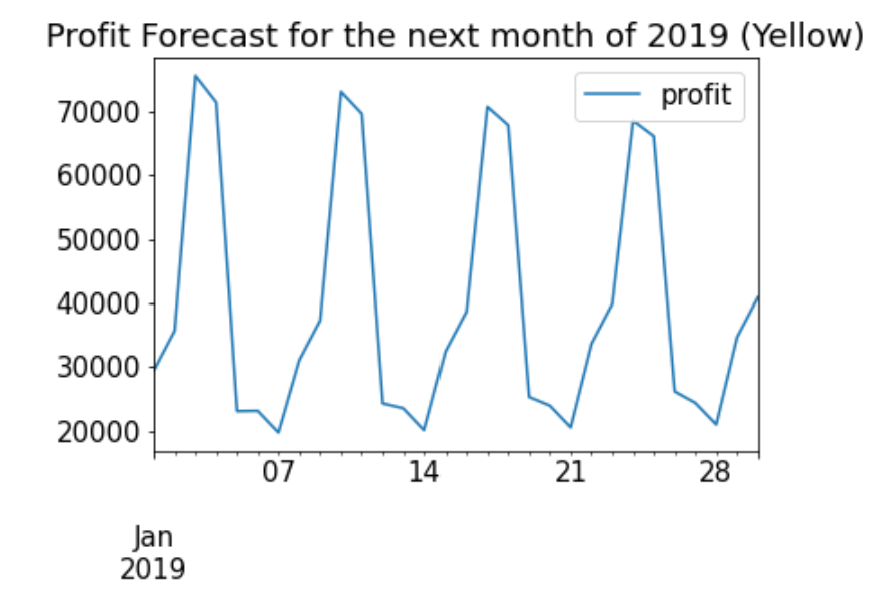 Profit Forecast for the next month of 2019 (Yellow)
profit
70000
60000
50000
40000
30000
20000
07 14 21 28
Jan
2019